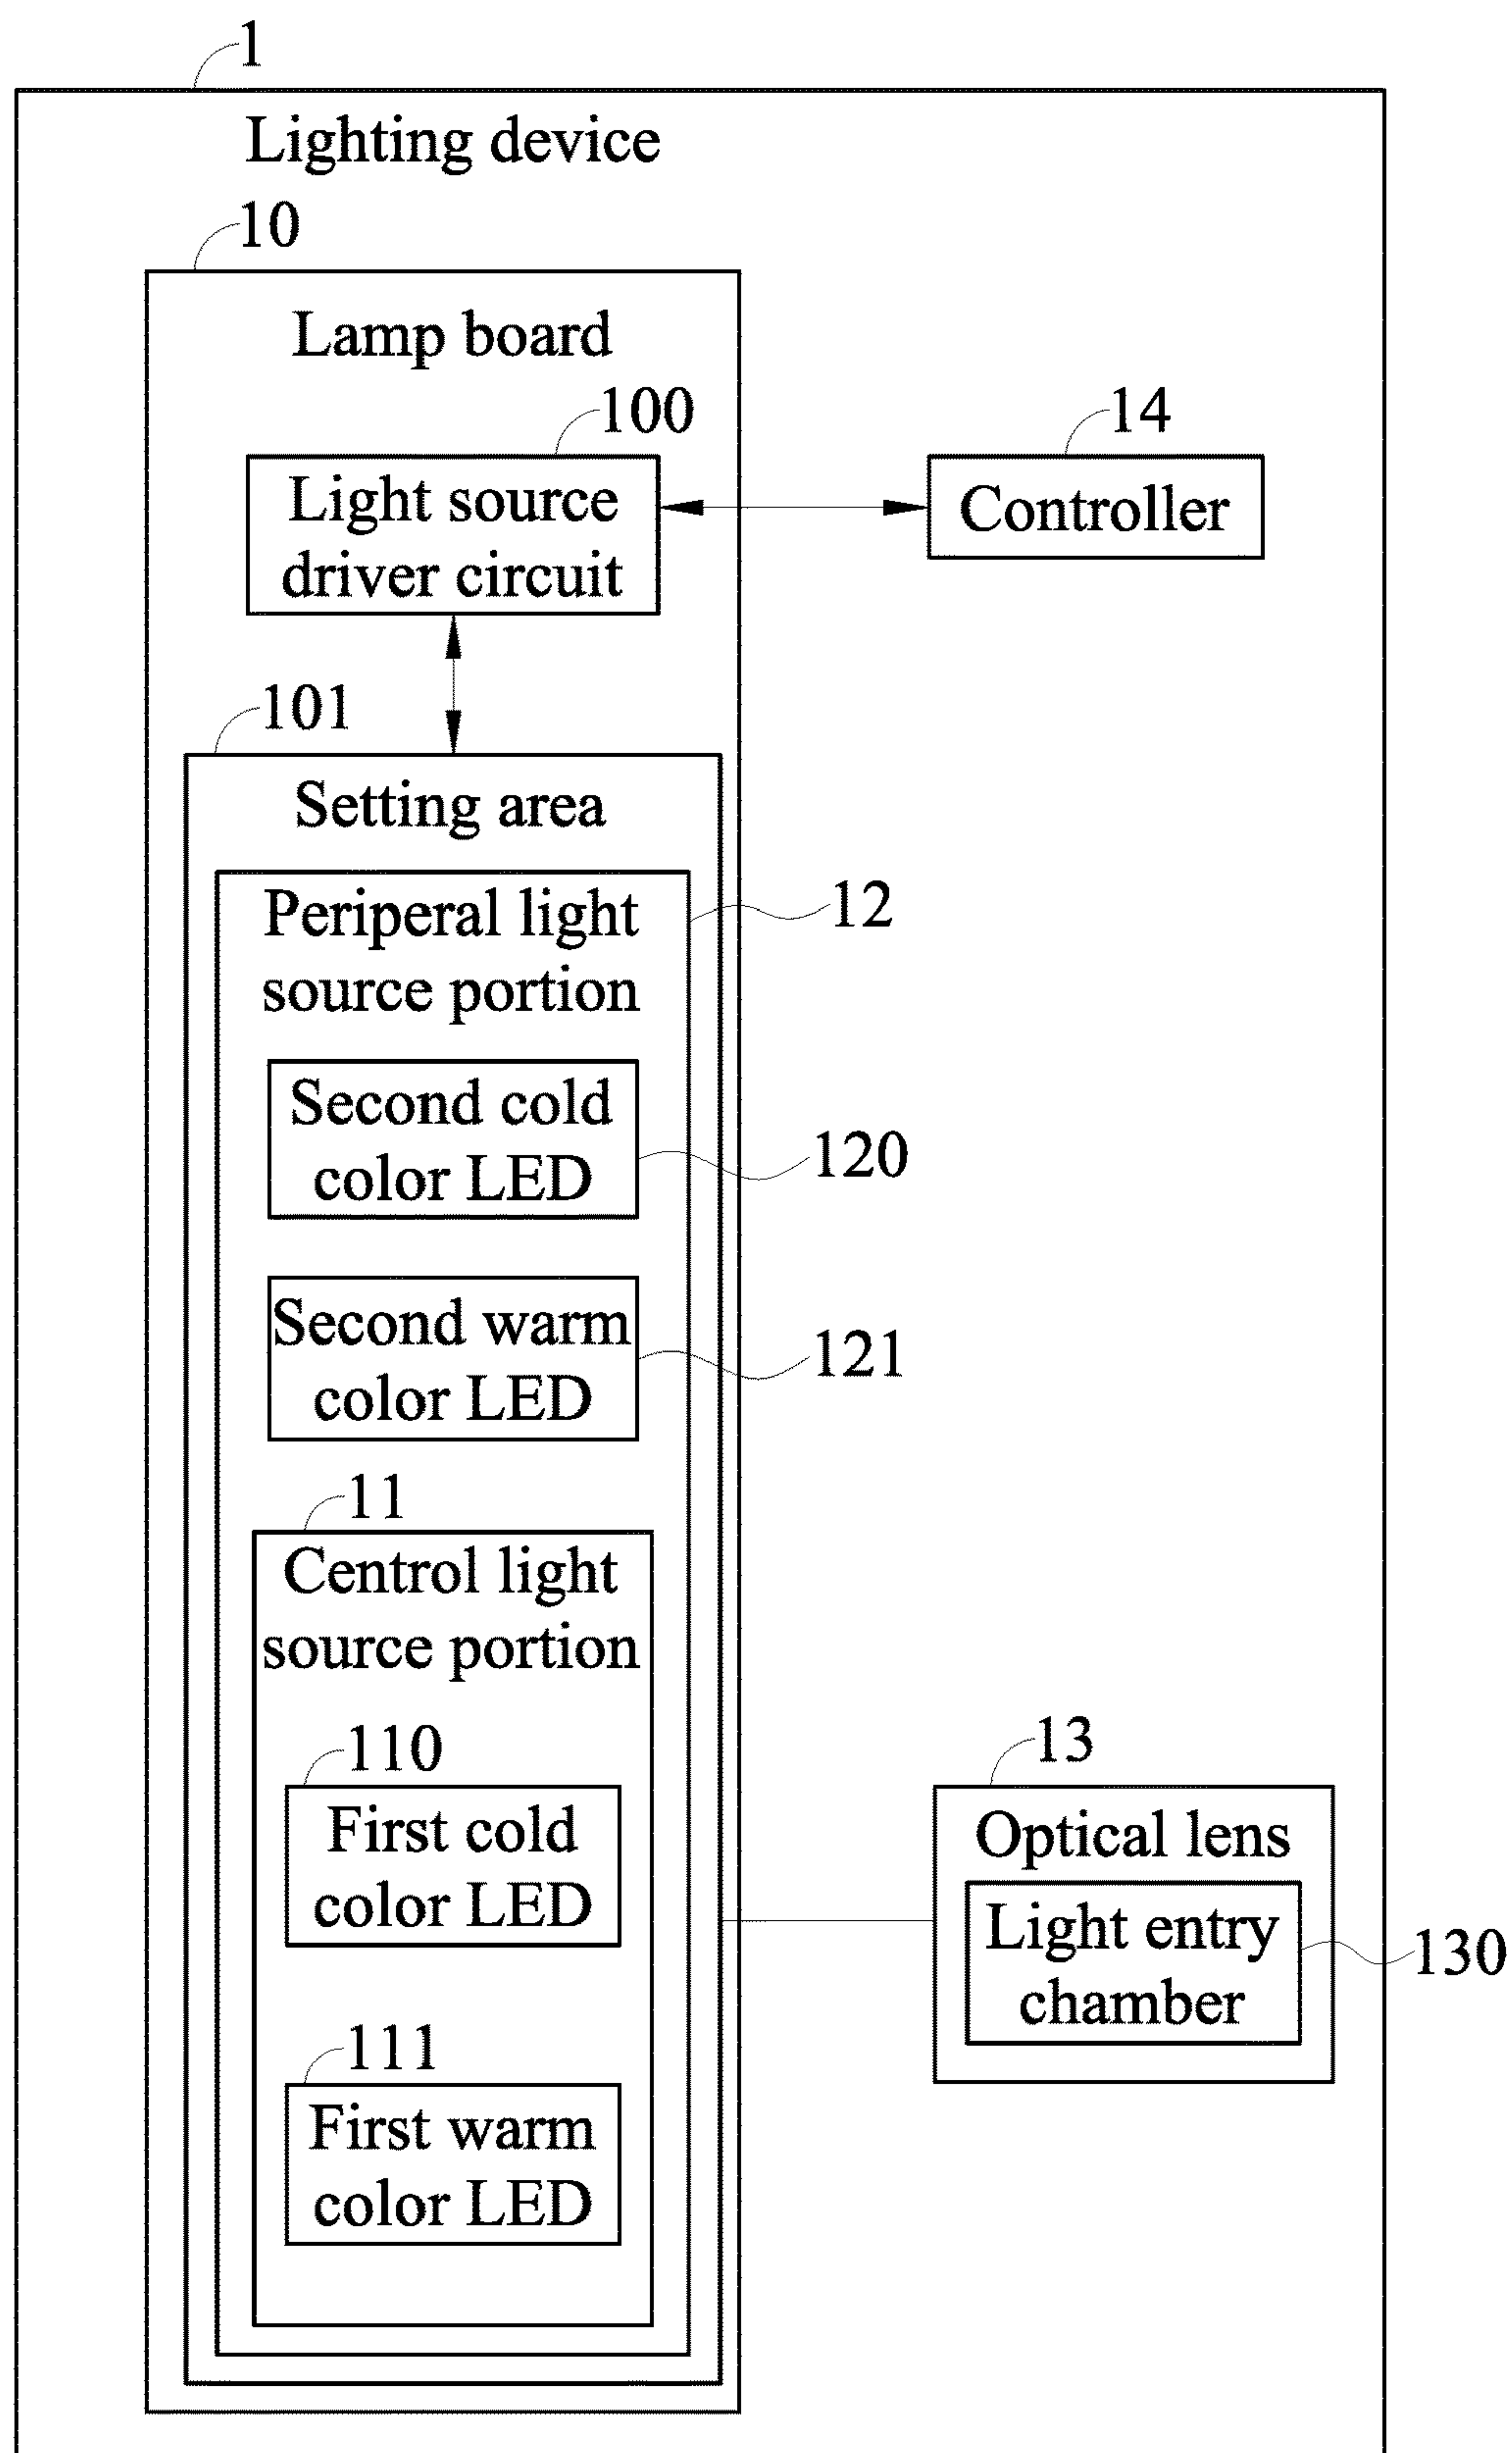 1
Lighting device
10
Lamp board
100
14
Light source
driver circuit
Controller
101
Setting area
12
Periperal light
source portion
Second cold
color LED
120
Second warm
color LED
121
11
Centrol light
source portion
110
First cold
color LED
13
Optical lens
Light entry
chamber
130
111
First warm
color LED